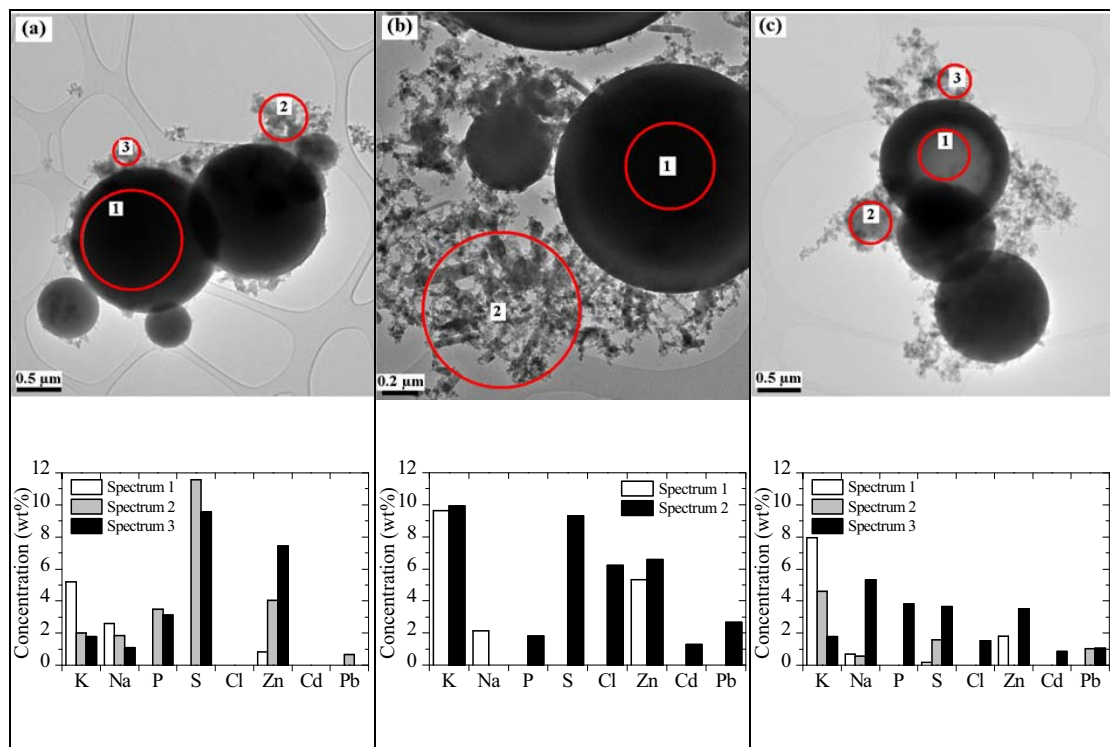 (a)
2
3
1
0.5 µm
(b)
1
2
0.2 µm
(c)
3
1
2
0.5 µm
Concentration (wt%)
12
10
8
6
4
2
0
Spectrum 1
Spectrum 2
Spectrum 3
K Na P S Cl Zn Cd Pb
Concentration (wt%)
12
10
8
6
4
2
0
Spectrum 1
Spectrum 2
K Na P S Cl Zn Cd Pb
Concentration (wt%)
12
10
8
6
4
2
0
Spectrum 1
Spectrum 2
Spectrum 3
K Na P S Cl Zn Cd Pb